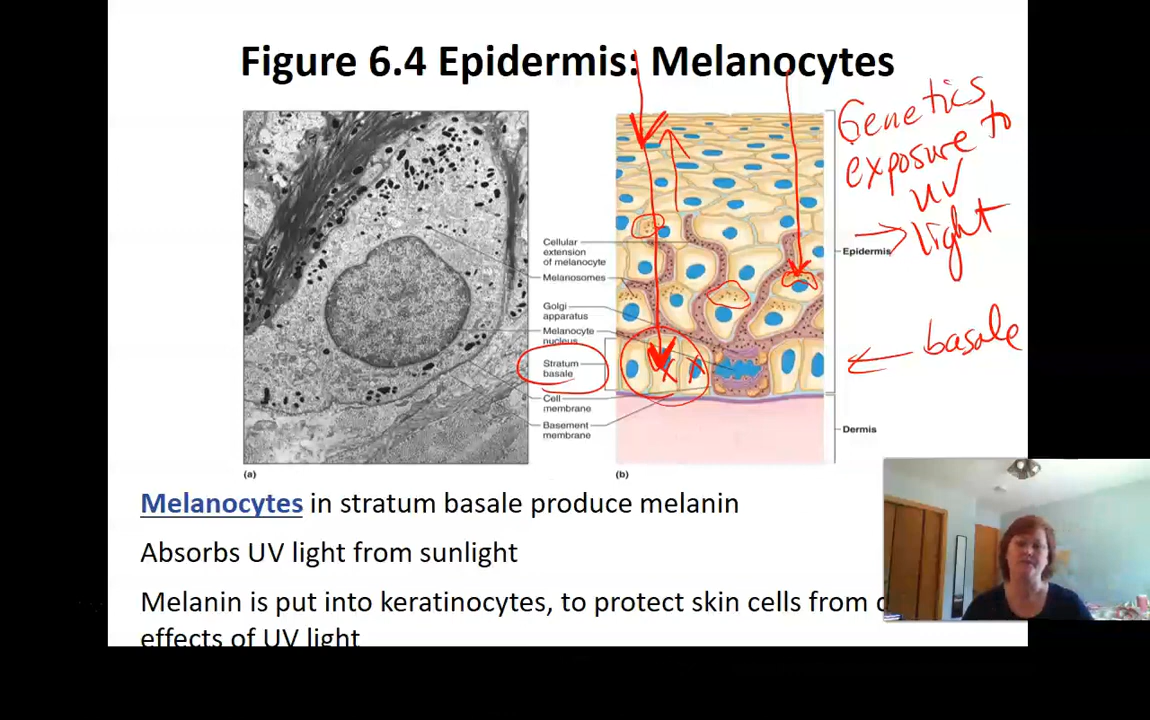 Figure 6.4 Epidermis: Melanocytes
Genetics
exposure to
UV
light
Cellular
extension
of melanocyte
Melanosomes
Golgi
apparatus
Melanocyte
nucleus
Stratum
basale
Cell
membrane
Basement
membrane
Epidermis
basale
Dermis
(a)
(b)
Melanocytes in stratum basale produce melanin
Absorbs UV light from sunlight
Melanin is put into keratinocytes, to protect skin cells from
effects of UV light